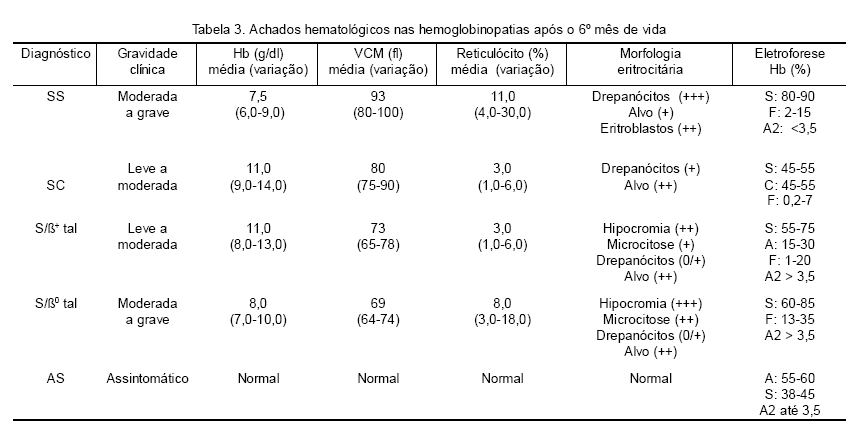 Tabela 3. Achados hematológicos nas hemoglobinopatias após o 6º mês de vida
Diagnóstico Gravidade clínica Hb (g/dl) média (variação) VCM (fl) média (variação) Reticulócito (%) média (variação) Morfologia eritrocitária Eletroforese Hb (%)
SS Moderada 7,5 93 11,0 Drepanócitos (+++) S: 80-90
a grave (6,0-9,0) (80-100) (4,0-30,0) Alvo (+) F: 2-15
Eritroblastos (++) A2: <3,5
Leve a 11,0 80 3,0 Drepanócitos (+) S: 45-55
SC moderada (9,0-14,0) (75-90) (1,0-6,0) Alvo (++) C: 45-55
F: 0,2-7
S/ß⁺ tal Leve a 11,0 73 3,0 Hipocromia (++) S: 55-75
moderada (8,0-13,0) (65-78) (1,0-6,0) Microcitose (+) A: 15-30
Drepanócitos (0/+) F: 1-20
Alvo (++) A2 > 3,5
S/ß⁰ tal Moderada 8,0 69 8,0 Hipocromia (+++) S: 60-85
a grave (7,0-10,0) (64-74) (3,0-18,0) Microcitose (++) F: 13-35
Drepanócitos (0/+) A2 > 3,5
Alvo (++)
AS Assintomático Normal Normal Normal Normal A: 55-60
S: 38-45
A2 até 3,5